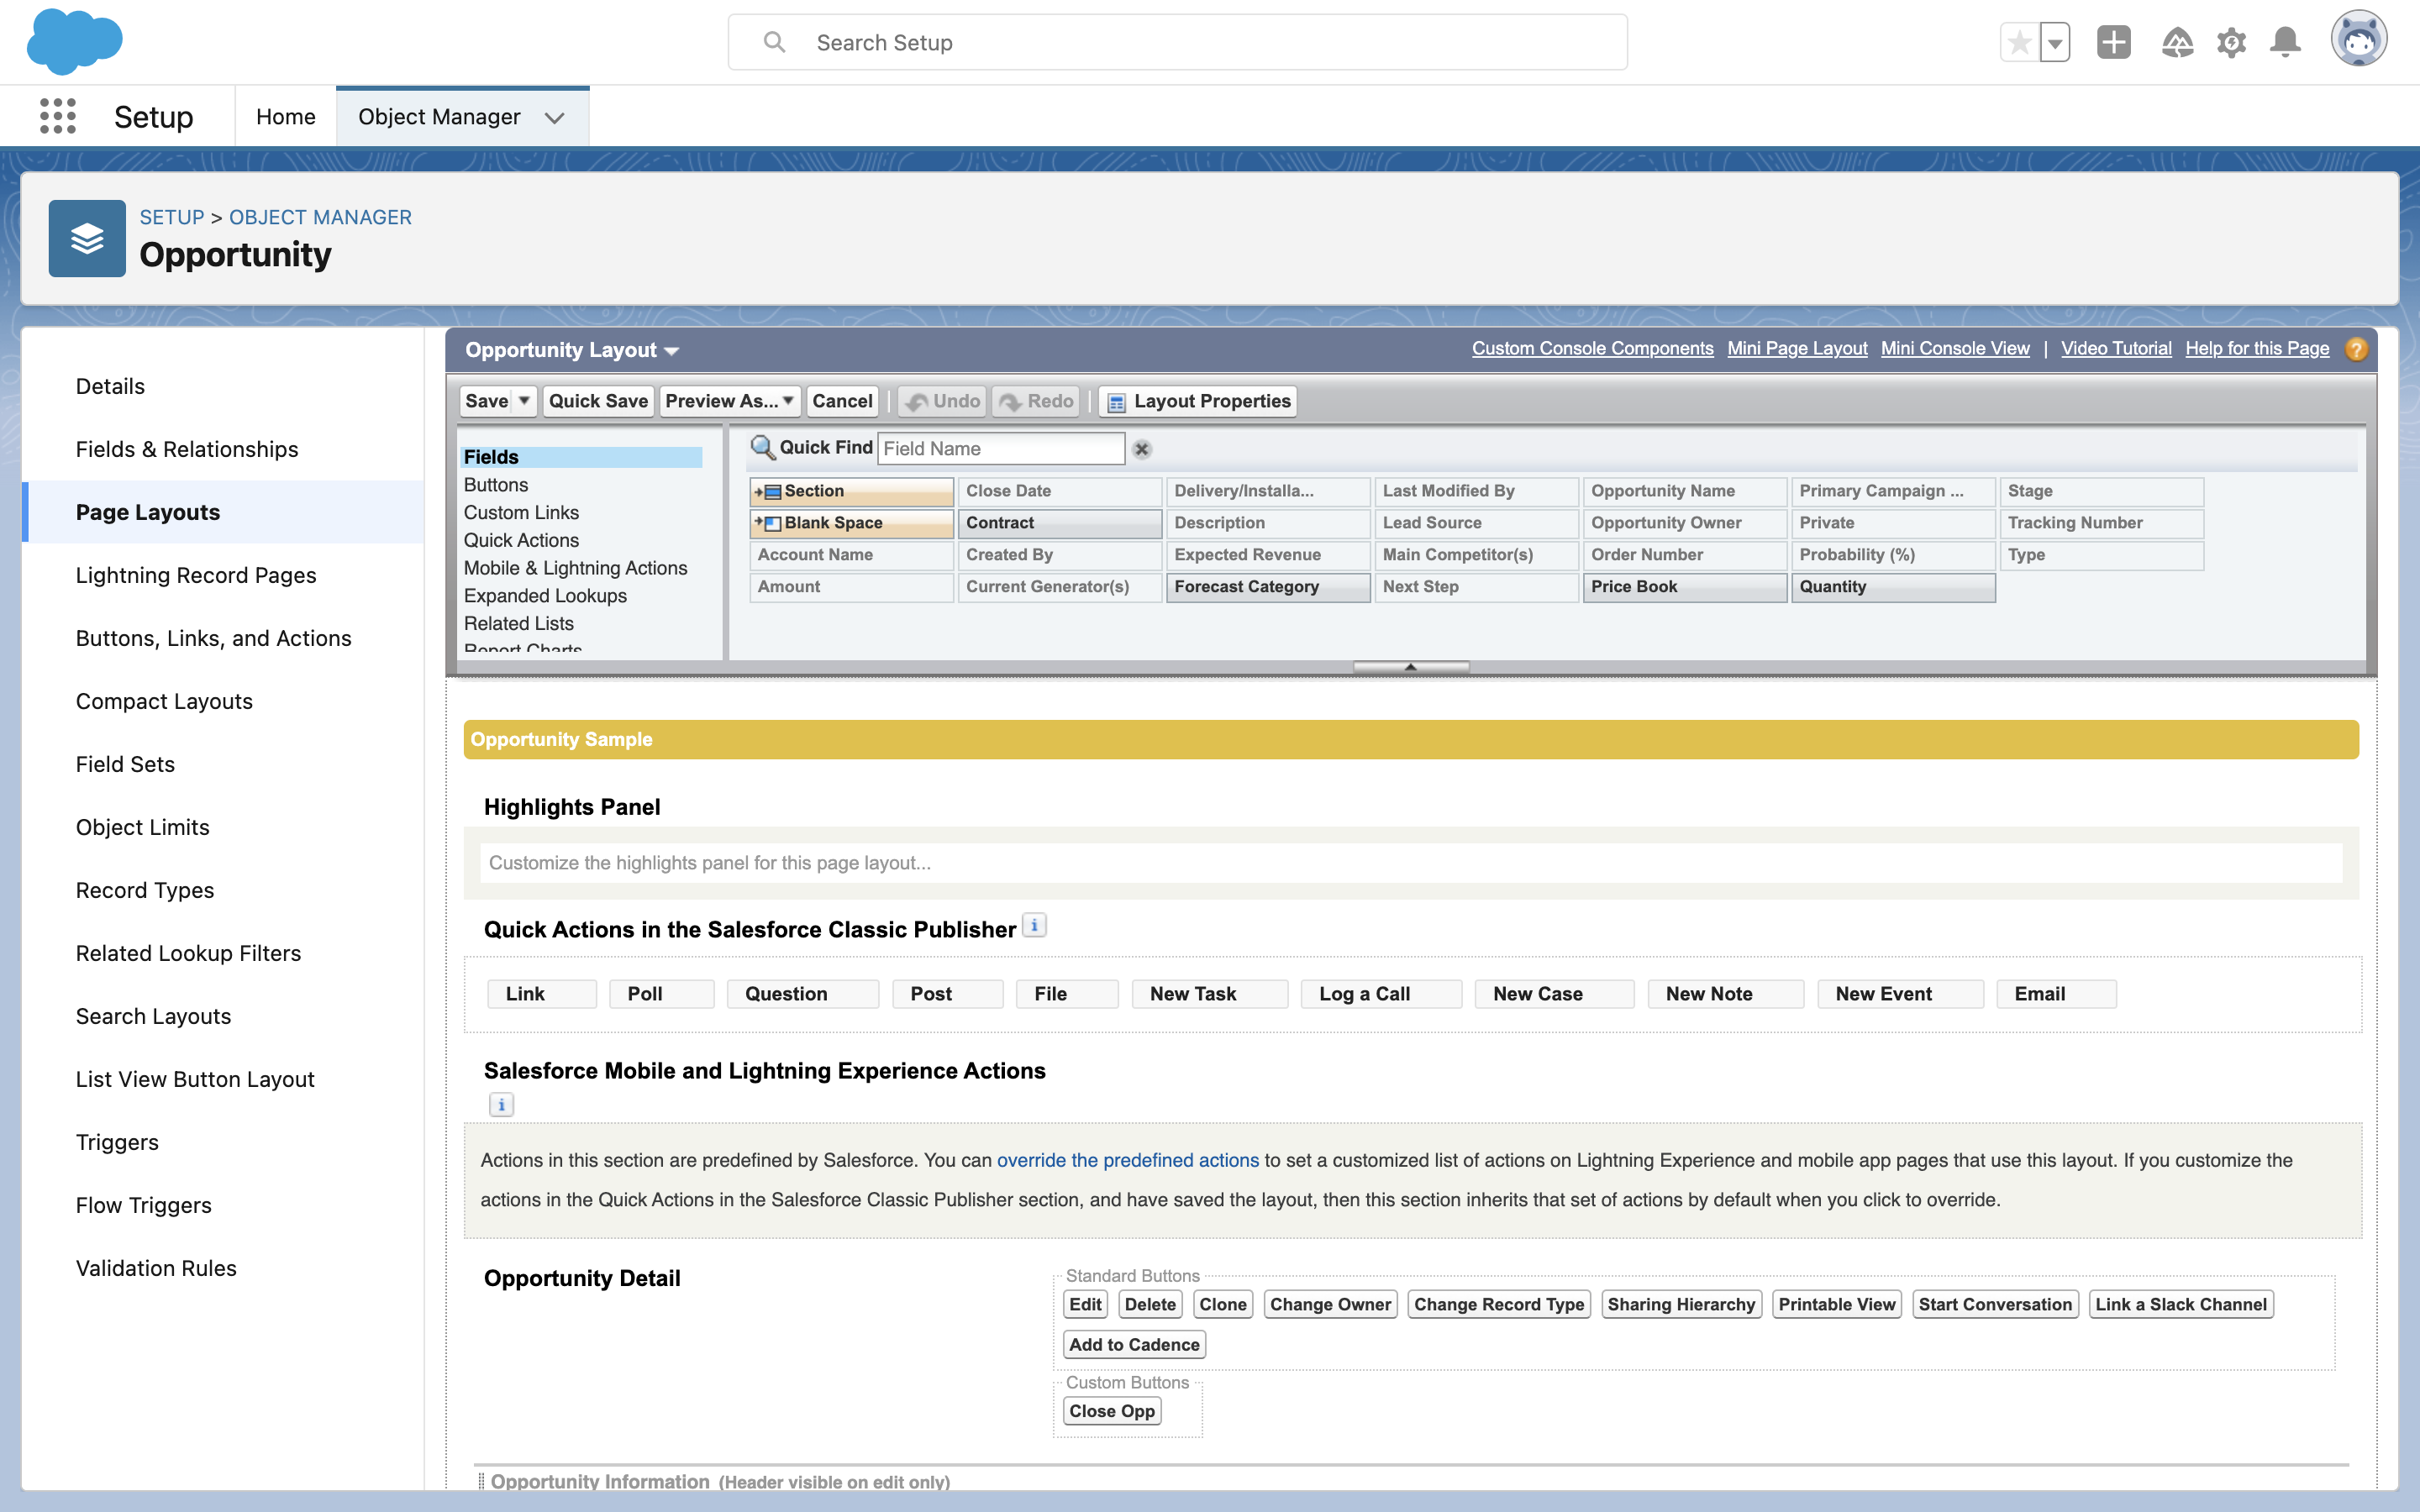 Search Setup
Setup
Home
Object Manager
SETUP > OBJECT MANAGER
Opportunity
Details
Fields & Relationships
Page Layouts
Lightning Record Pages
Buttons, Links, and Actions
Compact Layouts
Field Sets
Object Limits
Record Types
Related Lookup Filters
Search Layouts
List View Button Layout
Triggers
Flow Triggers
Validation Rules
Opportunity Layout
Custom Console Components Mini Page Layout Mini Console View | Video Tutorial Help for this Page ?
Save Quick Save Preview As... Cancel Undo Redo Layout Properties
Fields
Buttons
Custom Links
Quick Actions
Mobile & Lightning Actions
Expanded Lookups
Related Lists
Report Charts
Quick Find Field Name
Section Close Date Delivery/Installa... Last Modified By Opportunity Name Primary Campaign ... Stage
Blank Space Contract Description Lead Source Opportunity Owner Private Tracking Number
Account Name Created By Expected Revenue Main Competitor(s) Order Number Probability (%) Type
Amount Current Generator(s) Forecast Category Next Step Price Book Quantity
Opportunity Sample
Highlights Panel
Customize the highlights panel for this page layout...
Quick Actions in the Salesforce Classic Publisher i
Link Poll Question Post File New Task Log a Call New Case New Note New Event Email
Salesforce Mobile and Lightning Experience Actions
i
Actions in this section are predefined by Salesforce. You can override the predefined actions to set a customized list of actions on Lightning Experience and mobile app pages that use this layout. If you customize the
actions in the Quick Actions in the Salesforce Classic Publisher section, and have saved the layout, then this section inherits that set of actions by default when you click to override.
Opportunity Detail
Standard Buttons
Edit Delete Clone Change Owner Change Record Type Sharing Hierarchy Printable View Start Conversation Link a Slack Channel
Add to Cadence
Custom Buttons
Close Opp
Opportunity Information (Header visible on edit only)